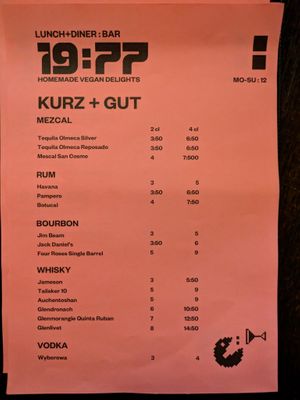 LUNCH+DINER : BAR
19:77
HOMEMADE VEGAN DELIGHTS
MO-SU : 12
KURZ + GUT
MEZCAL
2 cl 4 cl
Tequila Olmeca Silver 3:50 6:50
Tequila Olmeca Reposado 3:50 6:50
Mezcal San Cosme 4 7:500
RUM
Havana 3 5
Pampero 3:50 6:50
Botucal 4 7:50
BOURBON
Jim Beam 3 5
Jack Daniel's 3:50 6
Four Roses Single Barrel 5 9
WHISKY
Jameson 3 5:50
Talisker 10 5 9
Auchentoshan 5 9
Glendronach 6 10:50
Glenmorangie Quinta Ruban 7 12:50
Glenlivet 8 14:50
VODKA
Wyborowa 3 4